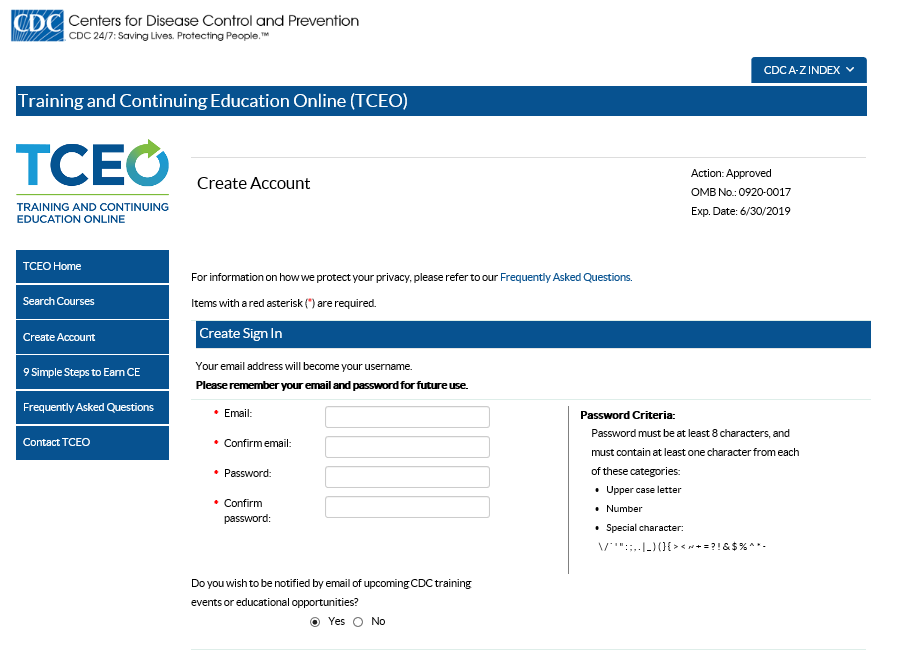 CDC Centers for Disease Control and Prevention
CDC 24/7: Saving Lives. Protecting People.™
CDC A-Z INDEX
Training and Continuing Education Online (TCEO)
TCEO
TRAINING AND CONTINUING
EDUCATION ONLINE
Create Account
Action: Approved
OMB No.: 0920-0017
Exp. Date: 6/30/2019
TCEO Home
Search Courses
Create Account
9 Simple Steps to Earn CE
Frequently Asked Questions
Contact TCEO
For information on how we protect your privacy, please refer to our Frequently Asked Questions.
Items with a red asterisk (*) are required.
Create Sign In
Your email address will become your username.
Please remember your email and password for future use.
* Email:
* Confirm email:
* Password:
* Confirm
password:
Password Criteria:
Password must be at least 8 characters, and
must contain at least one character from each
of these categories:
• Upper case letter
• Number
• Special character:
\ / ` ' " : ; , . | _ ) ( } { > < ~ + = ? ! & $ % ^ * -
Do you wish to be notified by email of upcoming CDC training
events or educational opportunities?
Yes No